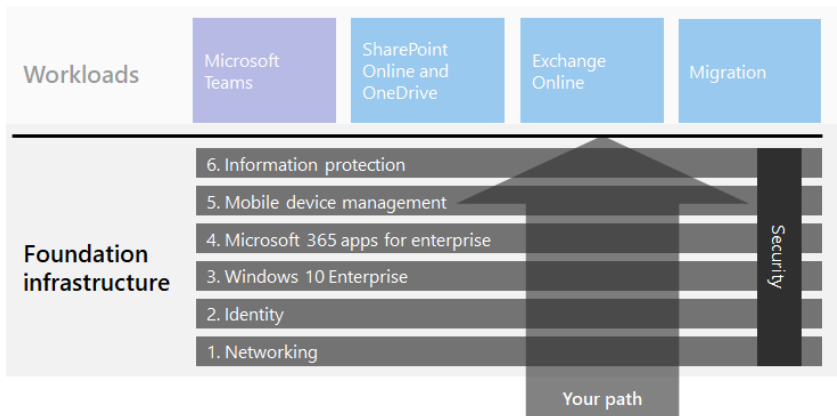 Workloads
Microsoft
Teams
SharePoint
Online and
OneDrive
Exchange
Online
Migration
Foundation
infrastructure
6. Information protection
5. Mobile device management
4. Microsoft 365 apps for enterprise
3. Windows 10 Enterprise
2. Identity
1. Networking
Security
Your path